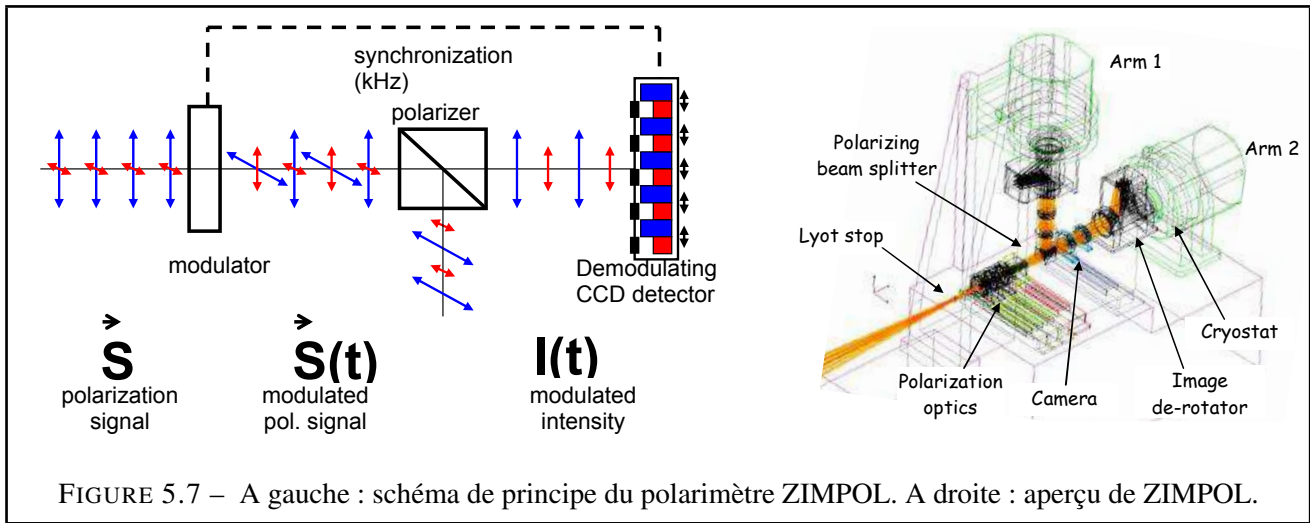 synchronization
(kHz)
polarizer
modulator
Demodulating
CCD detector
S
polarization
signal
S(t)
modulated
pol. signal
I(t)
modulated
intensity
Arm 1
Polarizing
beam splitter
Arm 2
Lyot stop
Cryostat
Polarization
optics
Camera
Image
de-rotator
FIGURE 5.7 – A gauche : schéma de principe du polarimètre ZIMPOL. A droite : aperçu de ZIMPOL.